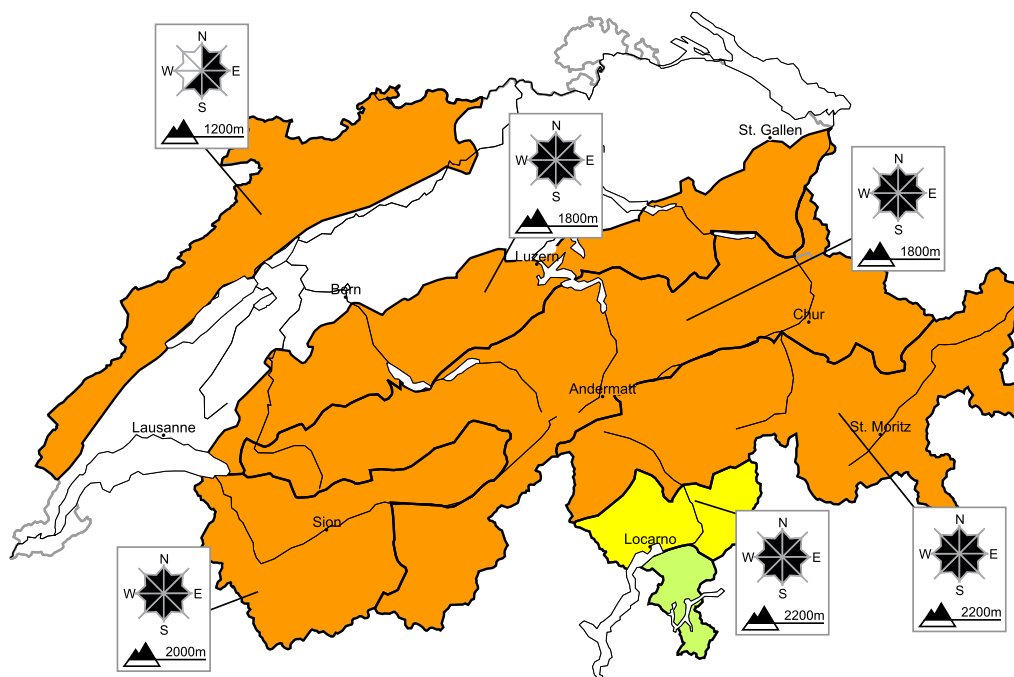 N
W E
S
1200m
N
W E
S
1800m
St. Gallen
N
W E
S
1800m
n
Luzern
Bern
Chur
Andermatt
Lausanne
St. Moritz
Sion
Locarno
N
W E
S
2000m
N
W E
S
2200m
N
W E
S
2200m